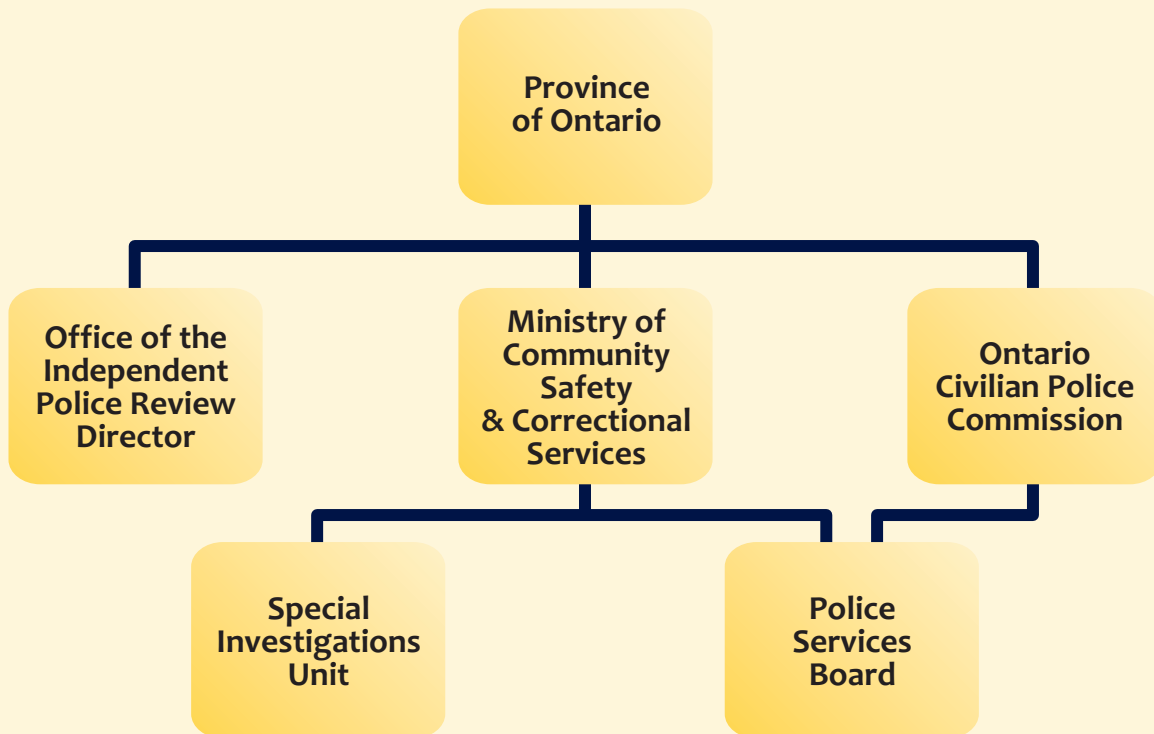 Province
of Ontario
Office of the
Independent
Police Review
Director
Ministry of
Community
Safety
& Correctional
Services
Ontario
Civilian Police
Commission
Special
Investigations
Unit
Police
Services
Board